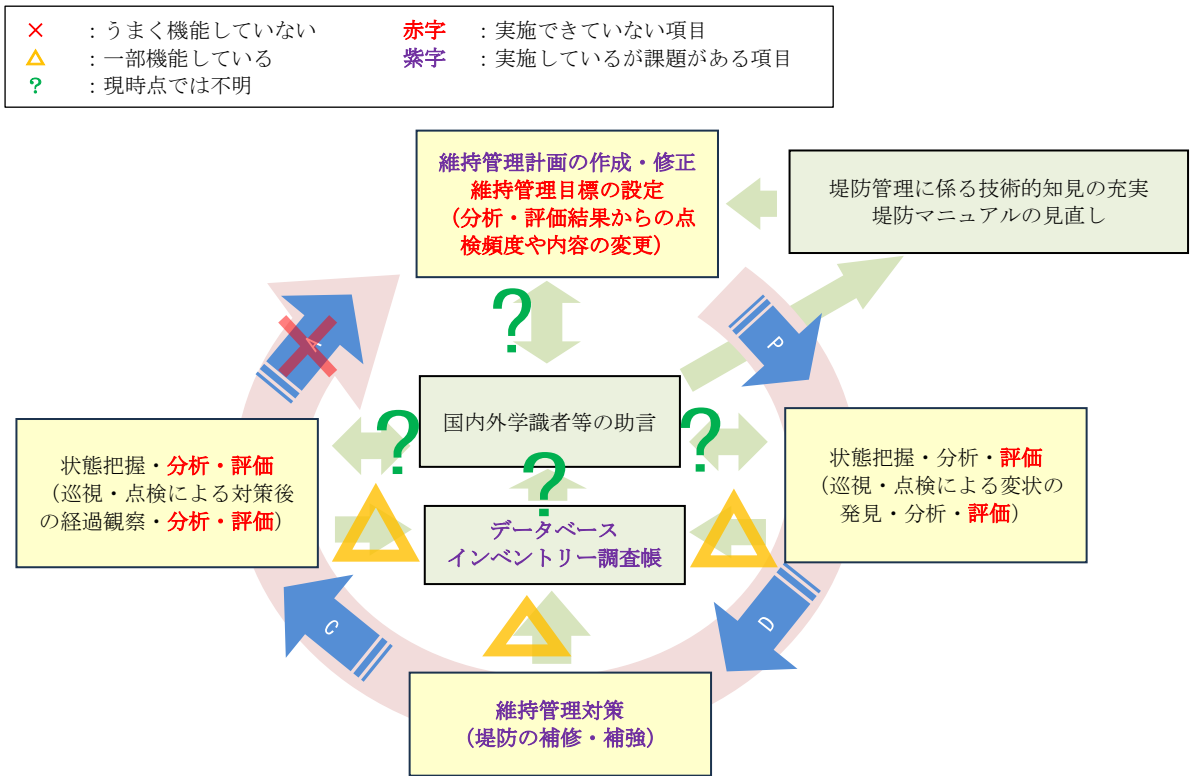 × ：うまく機能していない
△ ：一部機能している
? ：現時点では不明
赤字 ：実施できていない項目
紫字 ：実施しているが課題がある項目
維持管理計画の作成・修正
維持管理目標の設定
（分析・評価結果からの点
検頻度や内容の変更）
堤防管理に係る技術的知見の充実
堤防マニュアルの見直し
A
P
?
国内外学識者等の助言
?
?
?
状態把握・分析・評価
（巡視・点検による対策後
の経過観察・分析・評価）
状態把握・分析・評価
（巡視・点検による変状の
発見・分析・評価）
データベース
インベントリー調査帳
C
D
維持管理対策
（堤防の補修・補強）